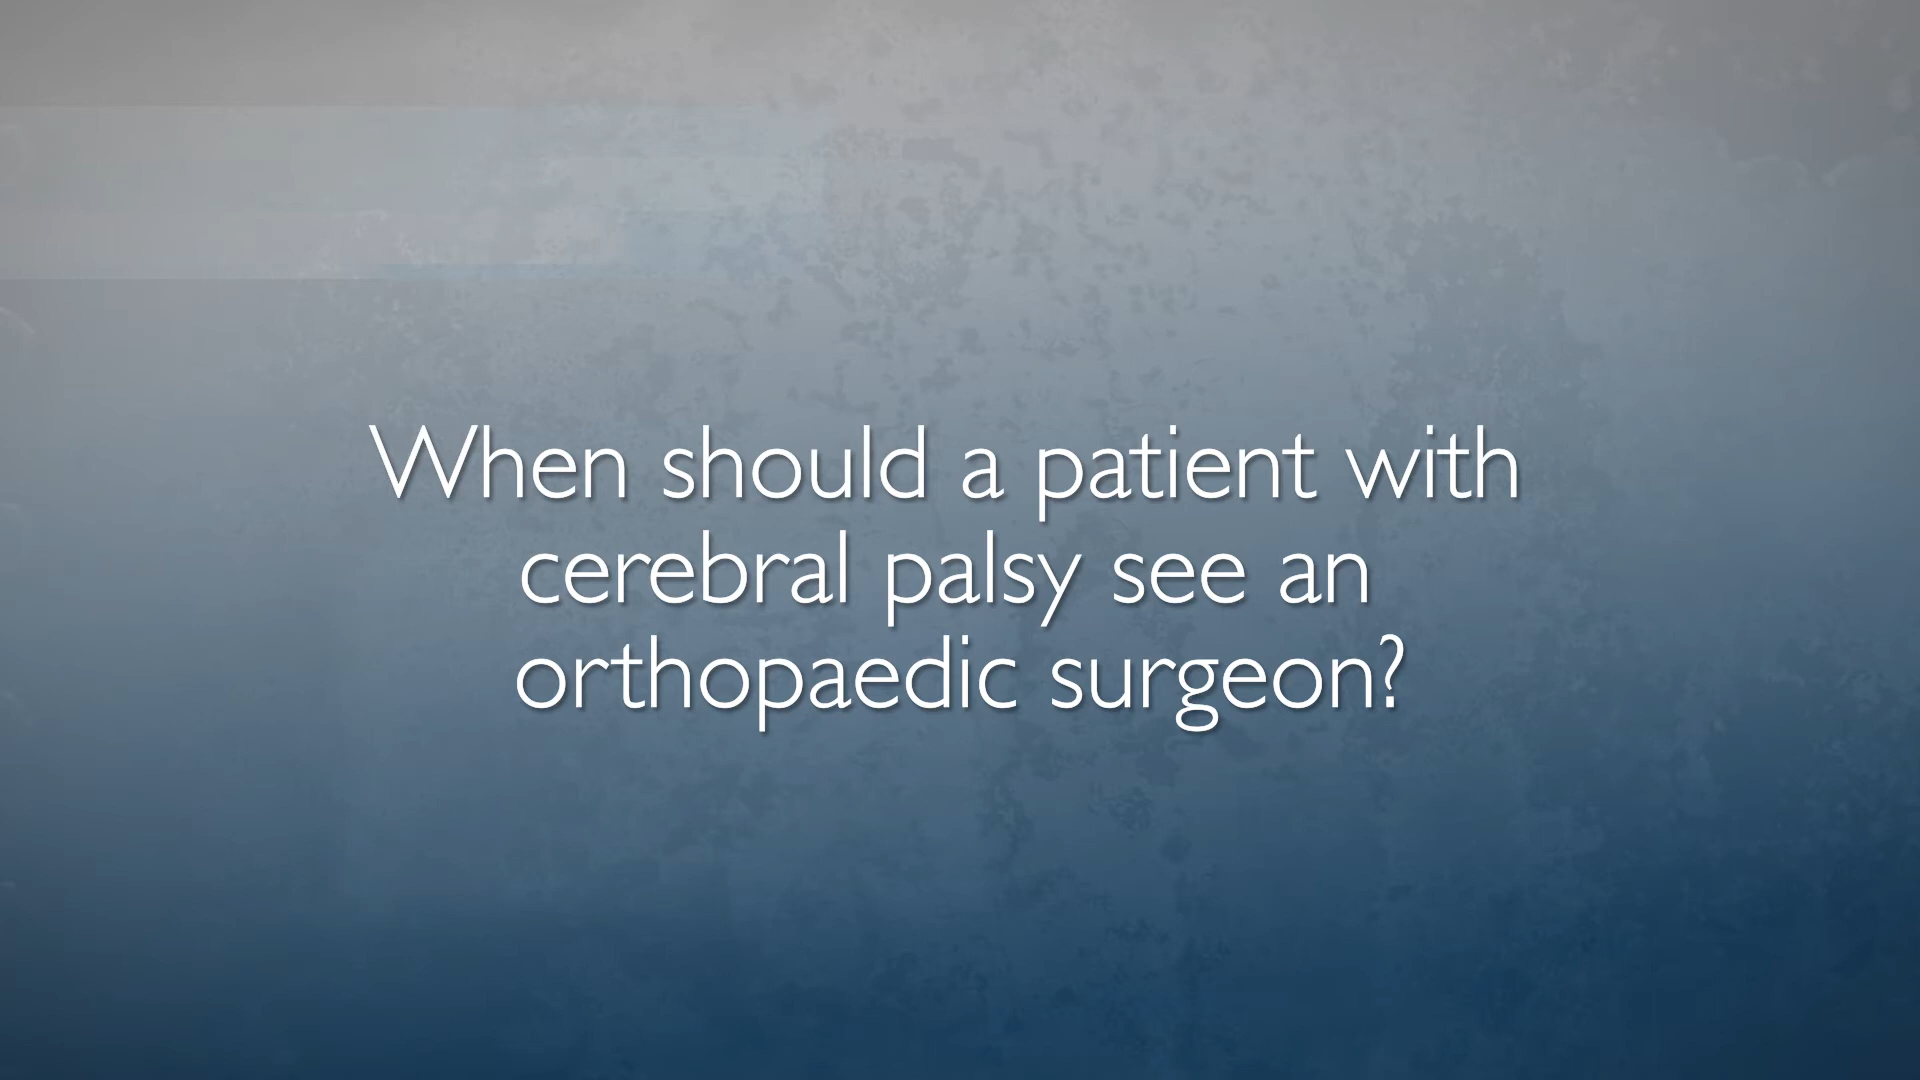 When should a patient with
cerebral palsy see an
orthopaedic surgeon?